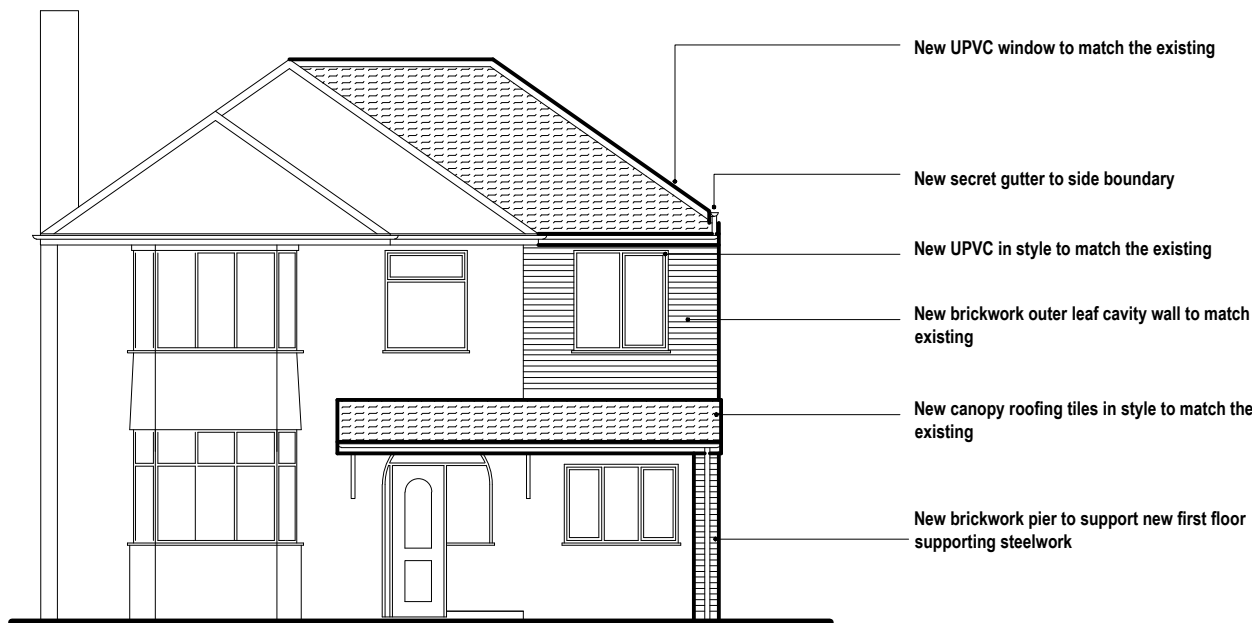 New UPVC window to match the existing
New secret gutter to side boundary
New UPVC in style to match the existing
New brickwork outer leaf cavity wall to match
existing
New canopy roofing tiles in style to match the
existing
New brickwork pier to support new first floor
supporting steelwork